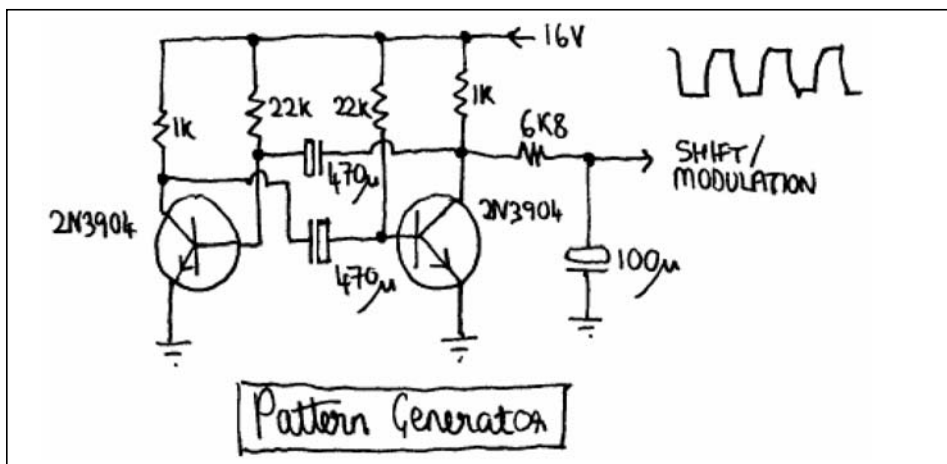 16V
1K
22K
22K
1K
6K8
470μ
SHIFT/
MODULATION
2N3904
2N3904
470μ
100μ
Pattern Generator